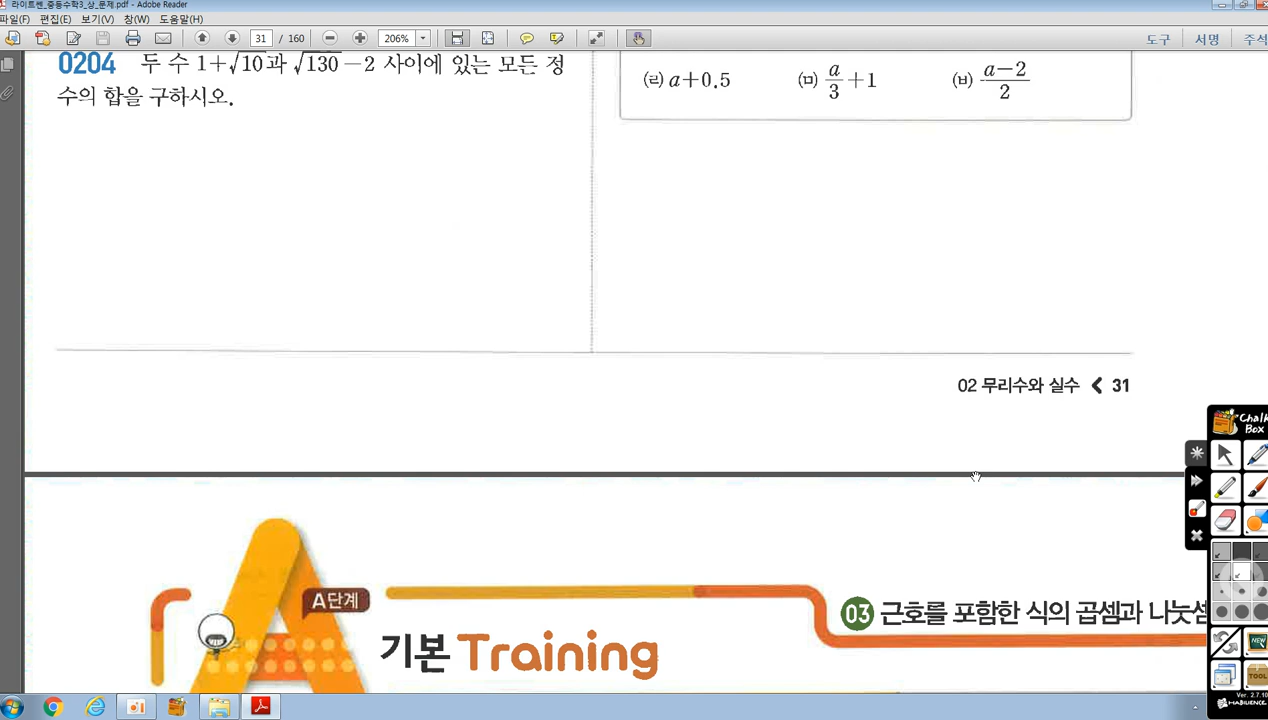 라이트쎈_중등수학3_상_문제.pdf - Adobe Reader
파일(F) 편집(E) 보기(V) 창(W) 도움말(H)
31 / 160 206% 도구 서명 주석
0204 두 수 1+√10과 √130-2 사이에 있는 모든 정
수의 합을 구하시오.
(ㄹ) a+0.5 (ㅁ) a/3+1 (ㅂ) (a-2)/2
02 무리수와 실수 < 31
Chalk
Box
A단계
기본 Training
03 근호를 포함한 식의 곱셈과 나눗셈
NEW
TOOL
Ver. 2.7.10
HABILIENCE